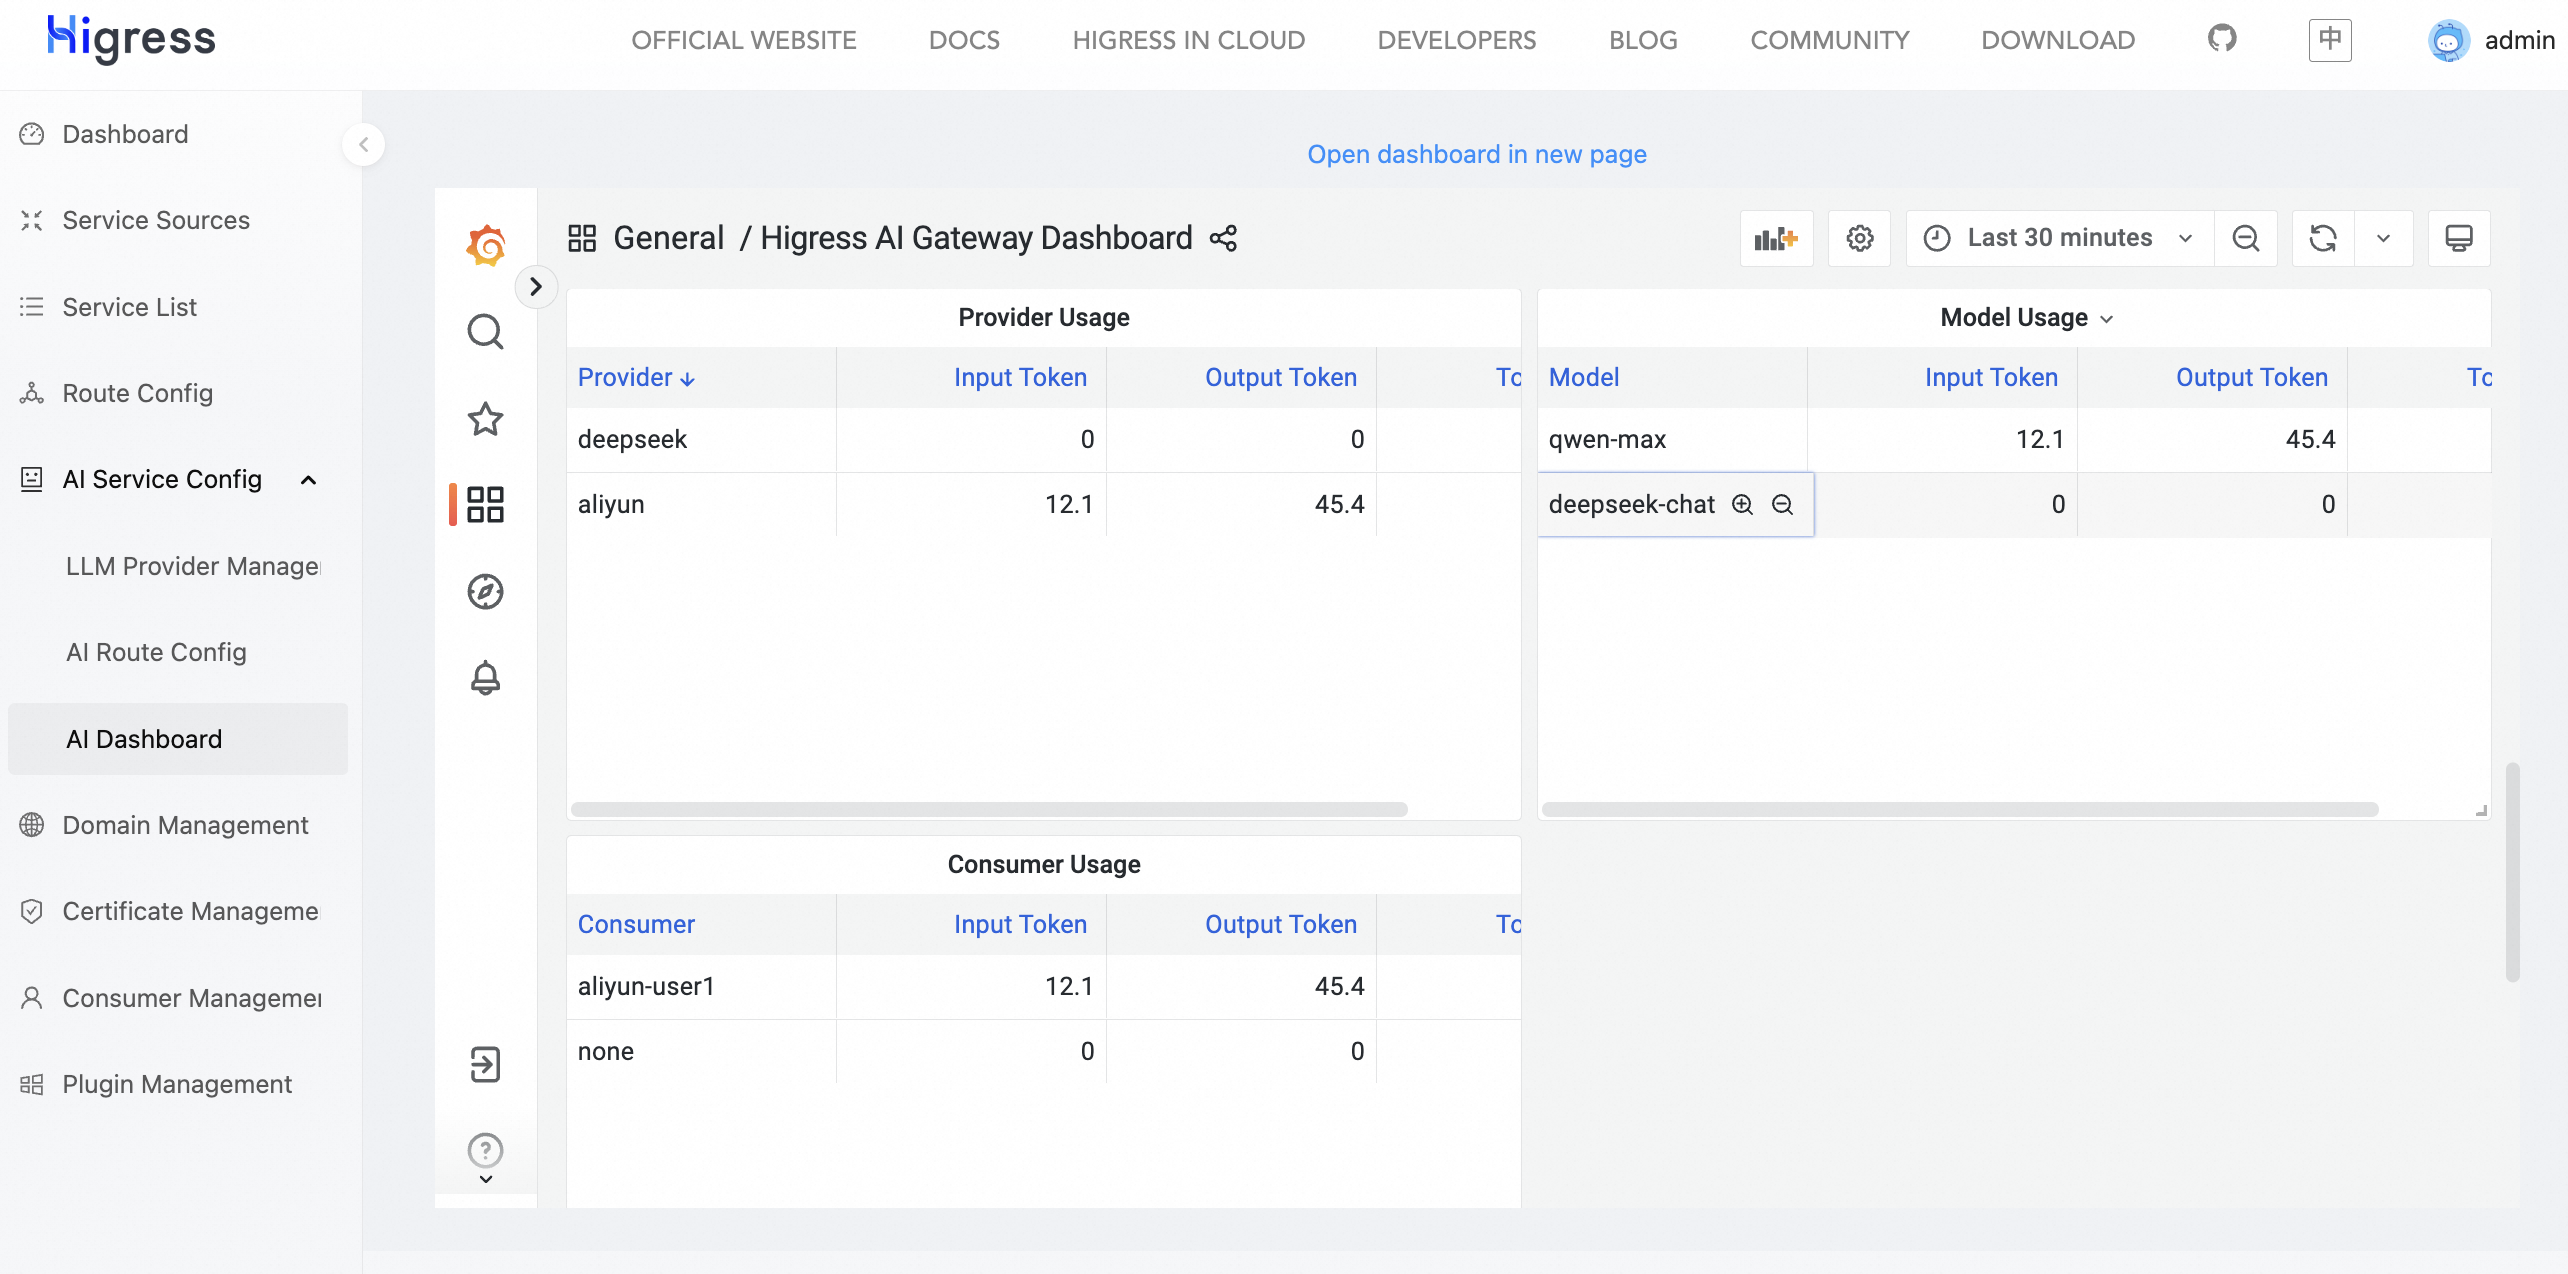 Higress
OFFICIAL WEBSITE DOCS HIGRESS IN CLOUD DEVELOPERS BLOG COMMUNITY DOWNLOAD 中 admin
Dashboard
Service Sources
Service List
Route Config
AI Service Config
LLM Provider Manage
AI Route Config
AI Dashboard
Domain Management
Certificate Manageme
Consumer Manageme
Plugin Management
Open dashboard in new page
General / Higress AI Gateway Dashboard
Last 30 minutes
Provider Usage
Provider Input Token Output Token To
deepseek 0 0
aliyun 12.1 45.4
Model Usage
Model Input Token Output Token To
qwen-max 12.1 45.4
deepseek-chat 0 0
Consumer Usage
Consumer Input Token Output Token To
aliyun-user1 12.1 45.4
none 0 0